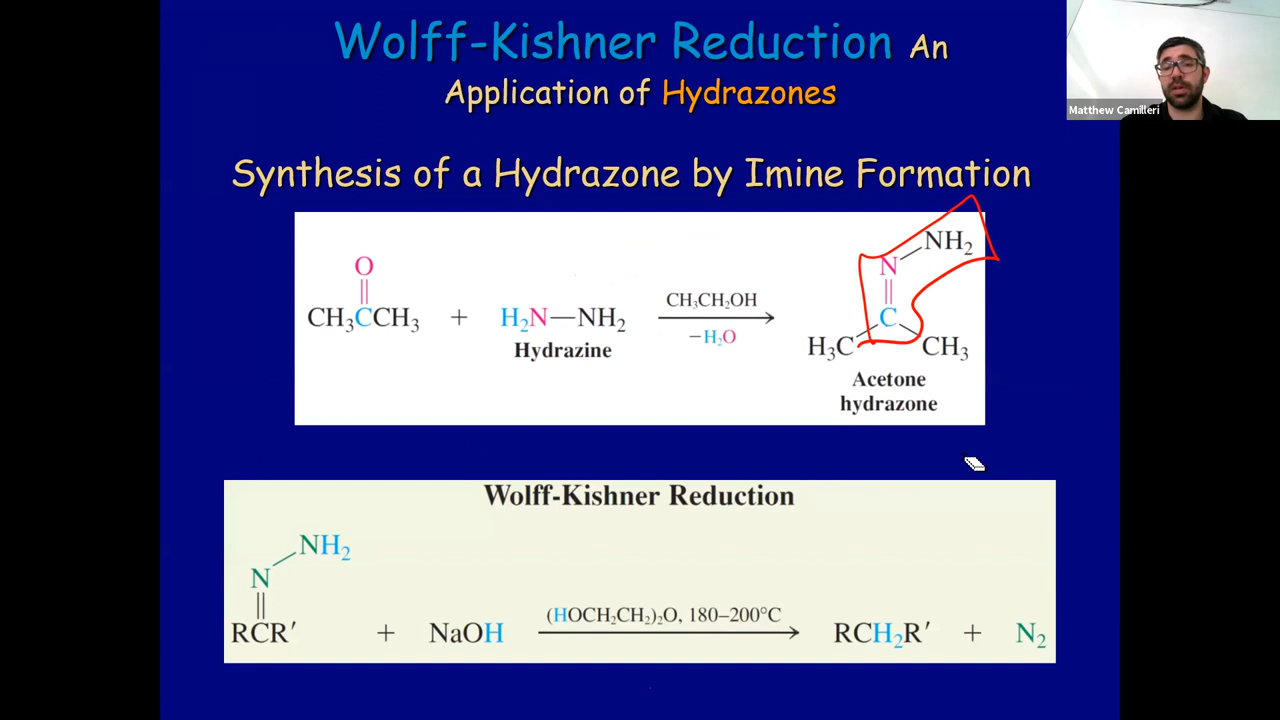 Wolff-Kishner Reduction An
Application of Hydrazones
Matthew Camilleri
Synthesis of a Hydrazone by Imine Formation
O
||
CH₃CCH₃ + H₂N—NH₂
Hydrazine
CH₃CH₂OH
−H₂O
NH₂
N
||
C
H₃C CH₃
Acetone
hydrazone
Wolff-Kishner Reduction
NH₂
N
||
RCR′ + NaOH
(HOCH₂CH₂)₂O, 180–200°C
RCH₂R′ + N₂